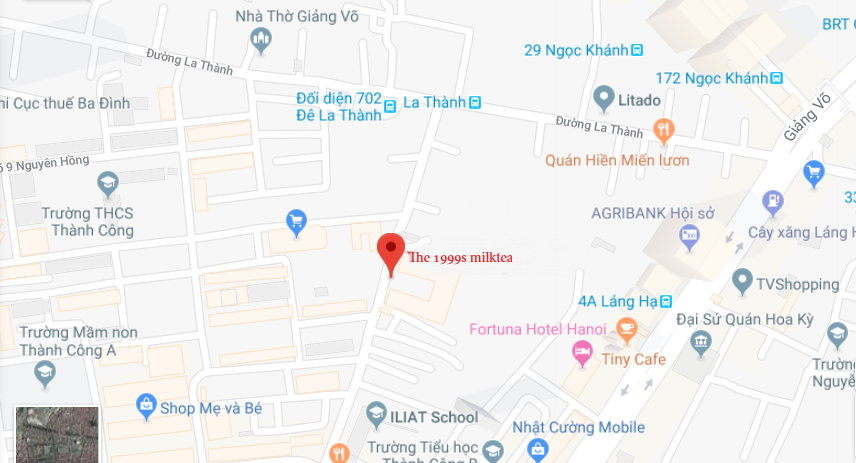 Nhà Thờ Giảng Võ
BRT
29 Ngọc Khánh
Đường La Thành
172 Ngọc Khánh
Cục thuế Ba Đình
Đối diện 702
Đê La Thành
La Thành
Litado
Giảng Võ
Đường La Thành
9 Nguyên Hồng
Quán Hiền Miến lươn
Trường THCS
Thành Công
AGRIBANK Hội sở
Cây xăng Láng
The 1999s milktea
TVShopping
4A Láng Hạ
Đại Sứ Quán Hoa Kỳ
Fortuna Hotel Hanoi
Trường Mầm non
Thành Công A
Tiny Cafe
Trường
Nguyễ
Shop Mẹ và Bé
ILIAT School
Nhật Cường Mobile
Trường Tiểu học
Thành Công B